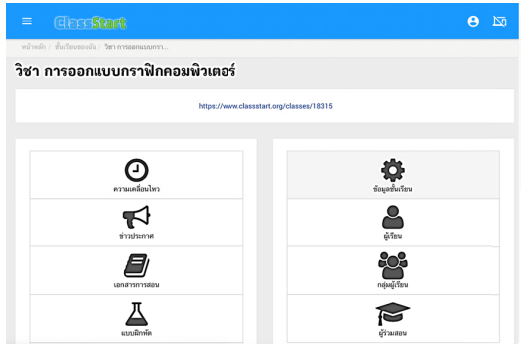 ClassStart
หน้าหลัก / ชั้นเรียนของฉัน / วิชา การออกแบบกรา...
วิชา การออกแบบกราฟิกคอมพิวเตอร์
https://www.classstart.org/classes/18315
ความเคลื่อนไหว
ข่าวประกาศ
เอกสารการสอน
แบบฝึกหัด
ข้อมูลชั้นเรียน
ผู้เรียน
กลุ่มผู้เรียน
ผู้ร่วมสอน